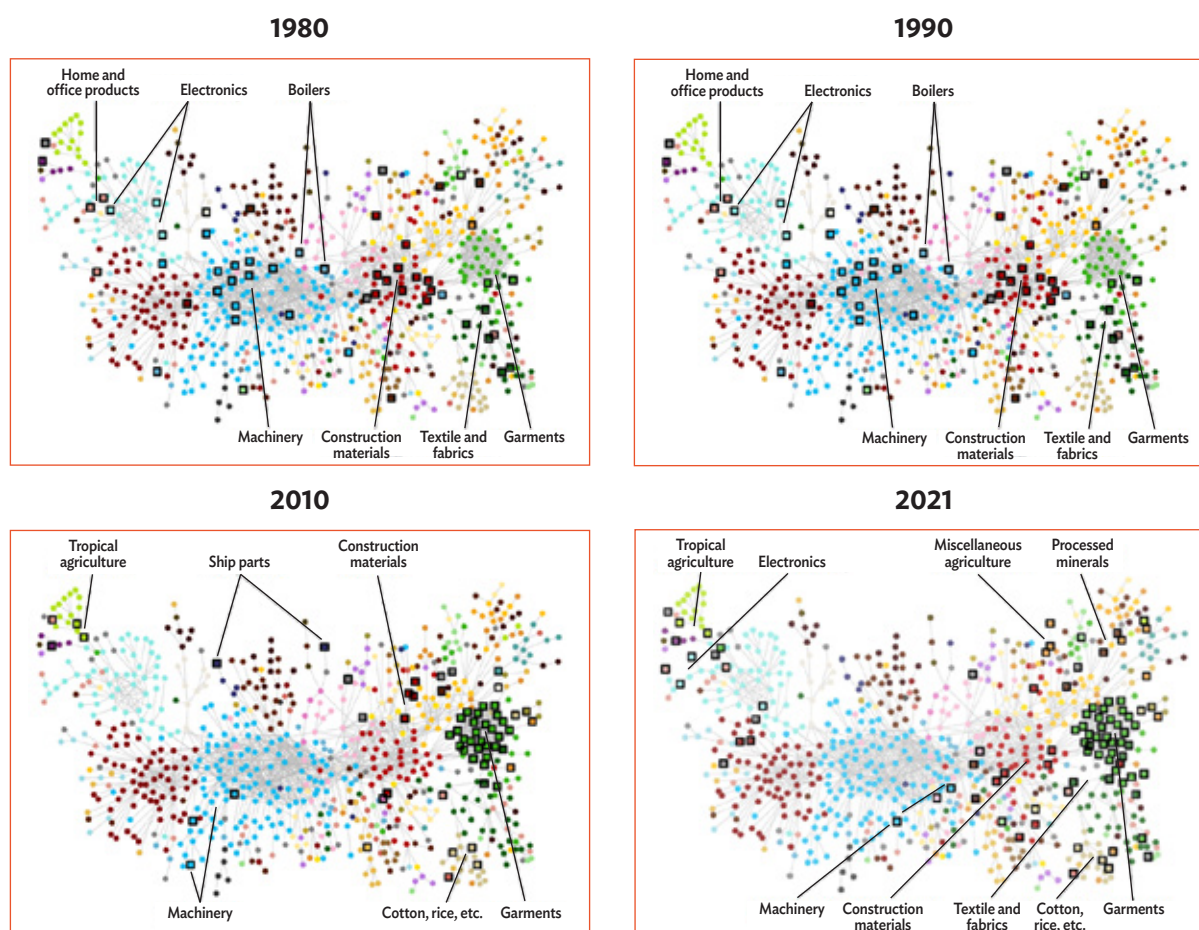 1980
1990
Home and
office products
Electronics
Boilers
Machinery
Construction
materials
Textile and
fabrics
Garments
Home and
office products
Electronics
Boilers
Machinery
Construction
materials
Textile and
fabrics
Garments
2010
2021
Tropical
agriculture
Ship parts
Construction
materials
Machinery
Cotton, rice, etc.
Garments
Tropical
agriculture
Electronics
Miscellaneous
agriculture
Processed
minerals
Machinery
Construction
materials
Textile and
fabrics
Cotton,
rice, etc.
Garments